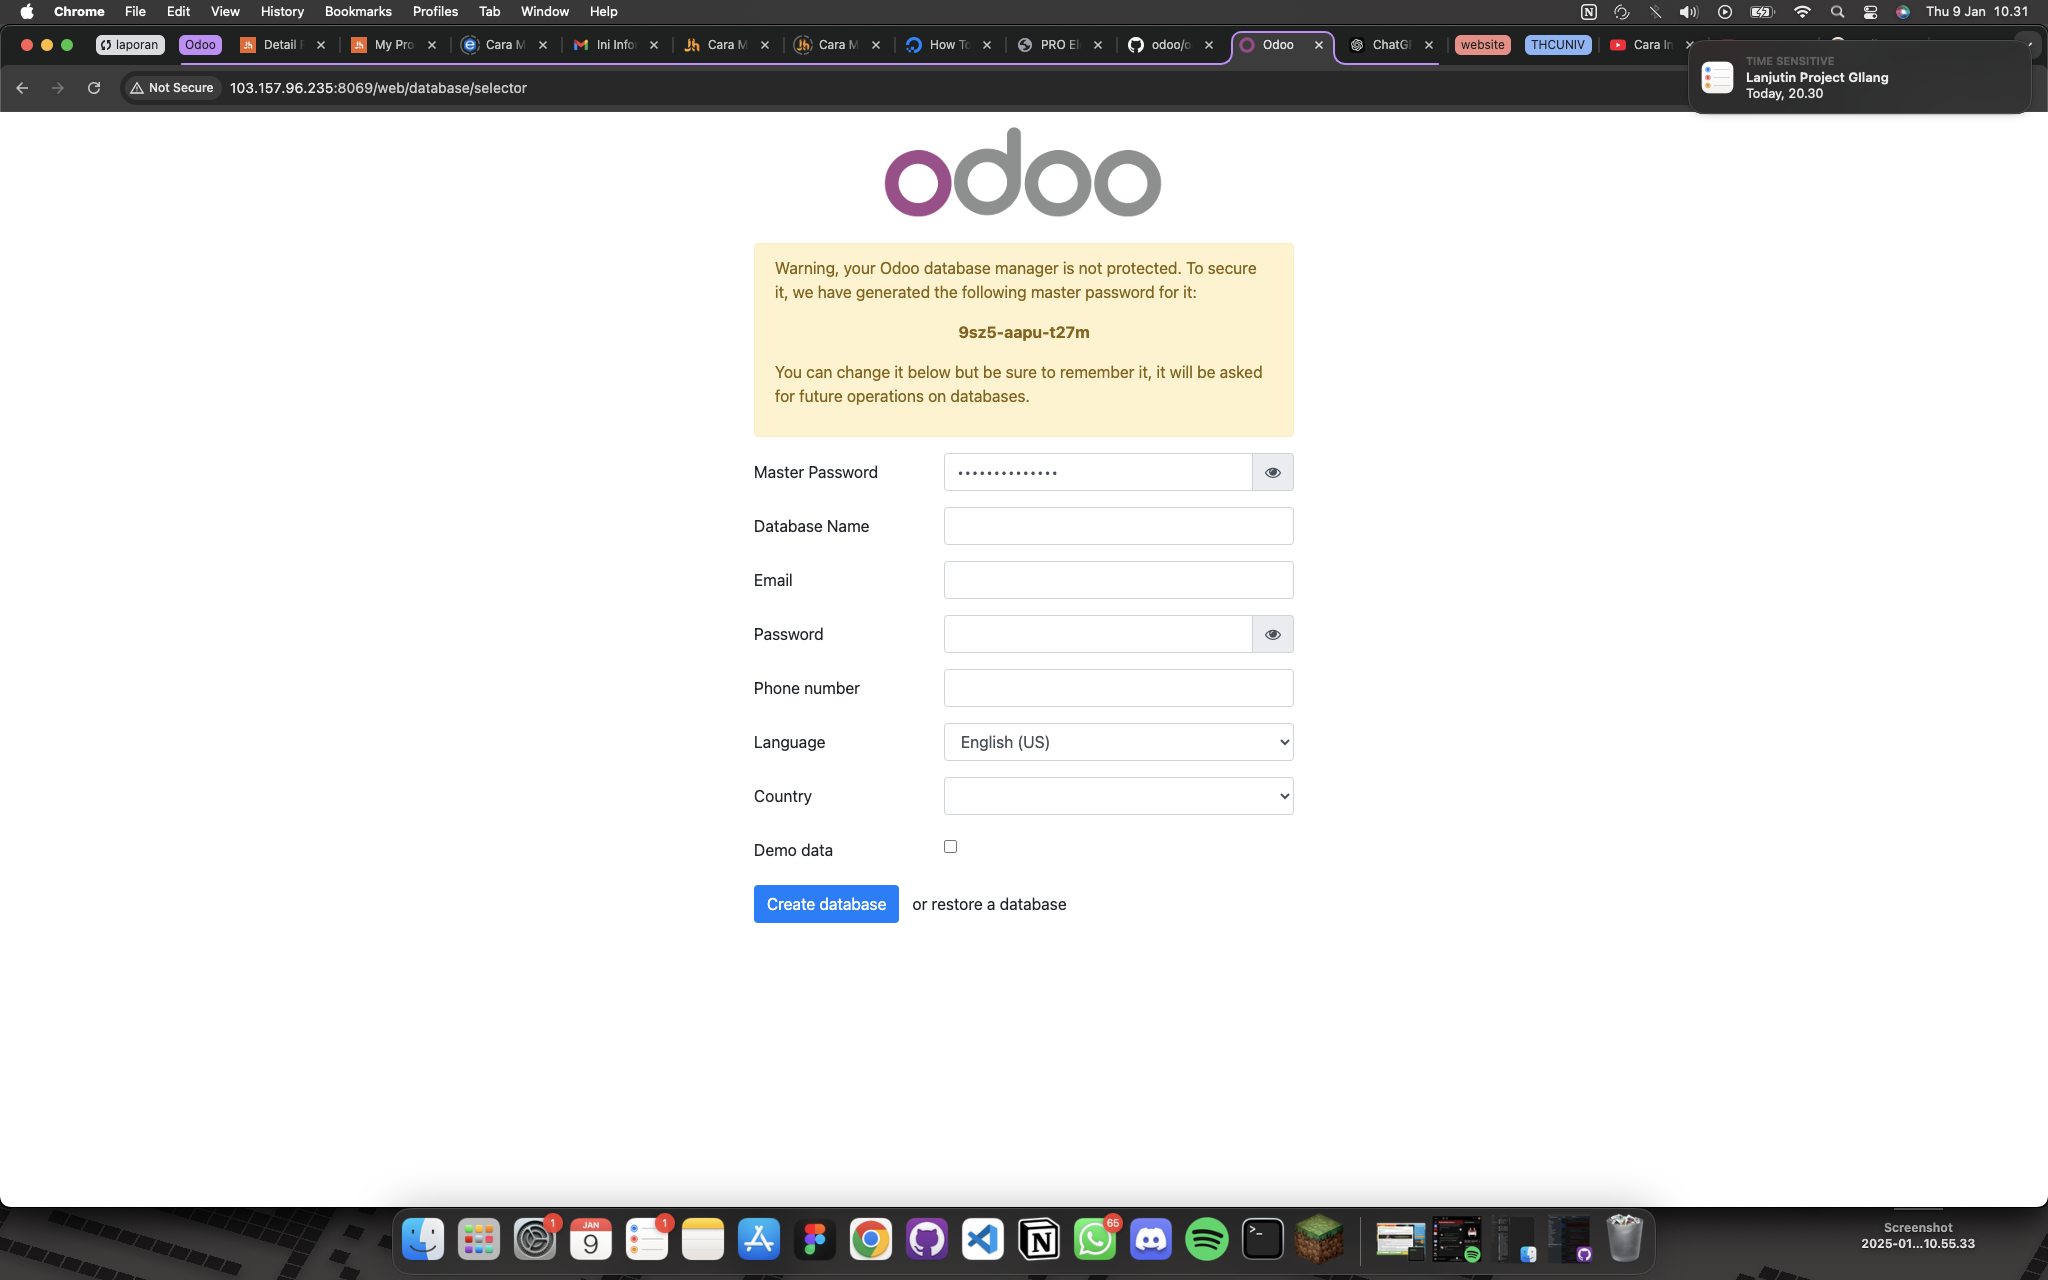 Chrome File Edit View History Bookmarks Profiles Tab Window Help Thu 9 Jan 10.31
laporan Odoo Detail My Pro Cara M Ini Info Cara M Cara M How To PRO El odoo/o Odoo ChatG website THCUNIV Cara In
TIME SENSITIVE
Lanjutin Project GIlang
Today, 20.30
Not Secure 103.157.96.235:8069/web/database/selector
odoo
Warning, your Odoo database manager is not protected. To secure
it, we have generated the following master password for it:
9sz5-aapu-t27m
You can change it below but be sure to remember it, it will be asked
for future operations on databases.
Master Password ••••••••••••••
Database Name
Email
Password
Phone number
Language English (US)
Country
Demo data
Create database or restore a database
1 JAN 9 1 65
Screenshot
2025-01...10.55.33